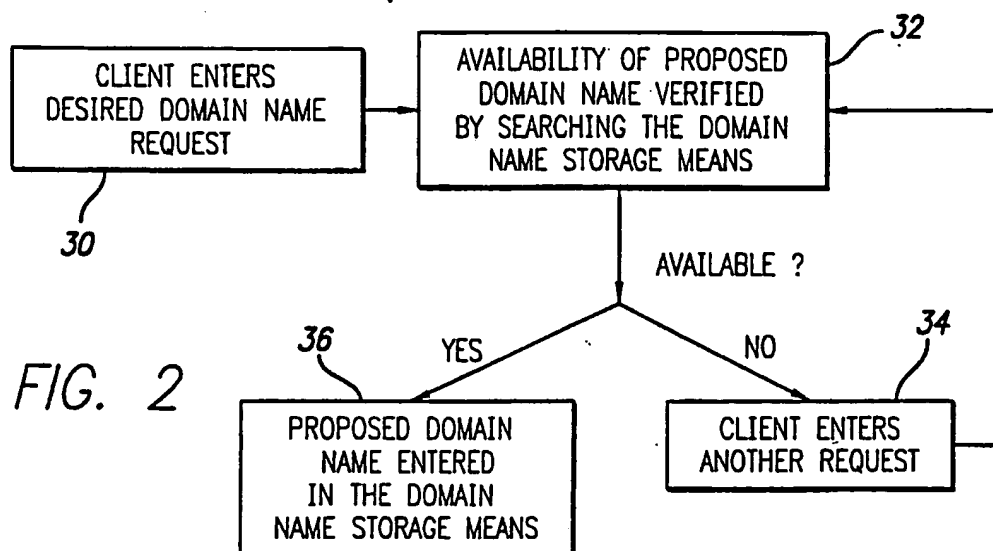 CLIENT ENTERS
DESIRED DOMAIN NAME
REQUEST
30
AVAILABILITY OF PROPOSED
DOMAIN NAME VERIFIED
BY SEARCHING THE DOMAIN
NAME STORAGE MEANS
32
AVAILABLE ?
YES
NO
36
34
FIG. 2
PROPOSED DOMAIN
NAME ENTERED
IN THE DOMAIN
NAME STORAGE MEANS
CLIENT ENTERS
ANOTHER REQUEST